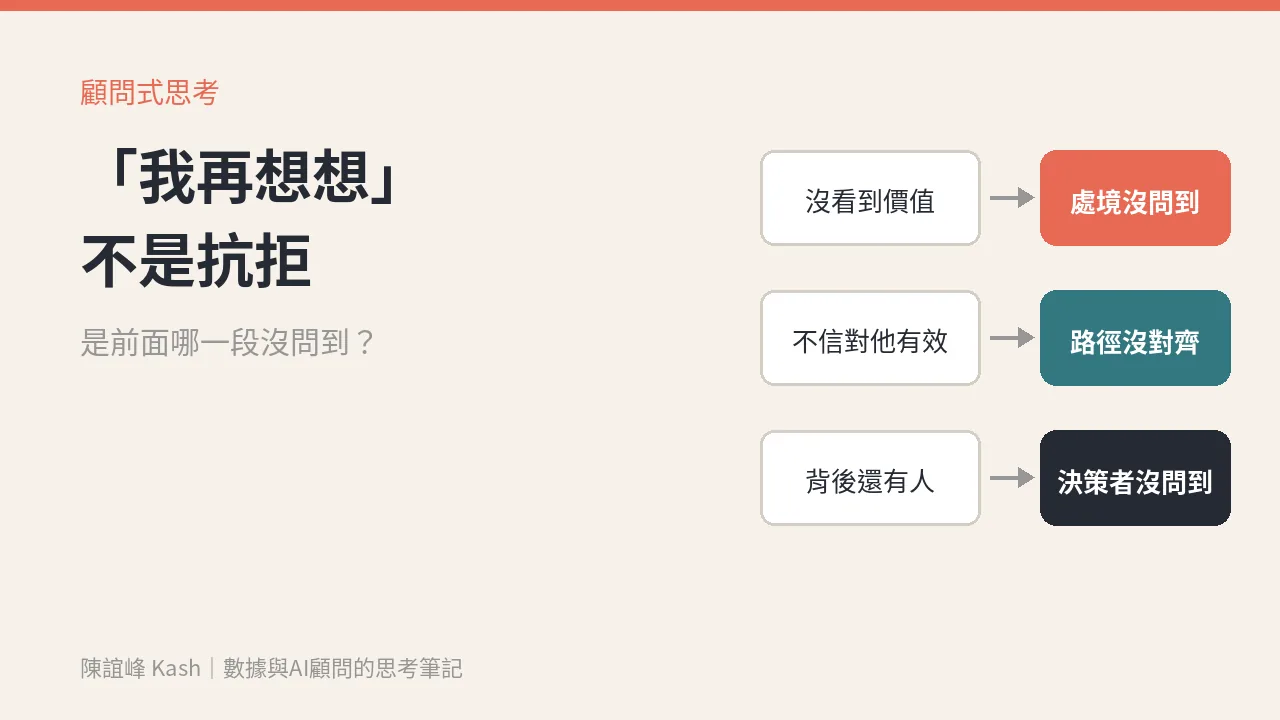 顧問式思考
「我再想想」
不是抗拒
是前面哪一段沒問到？
沒看到價值
處境沒問到
不信對他有效
路徑沒對齊
背後還有人
決策者沒問到
陳誼峰 Kash｜數據與AI顧問的思考筆記